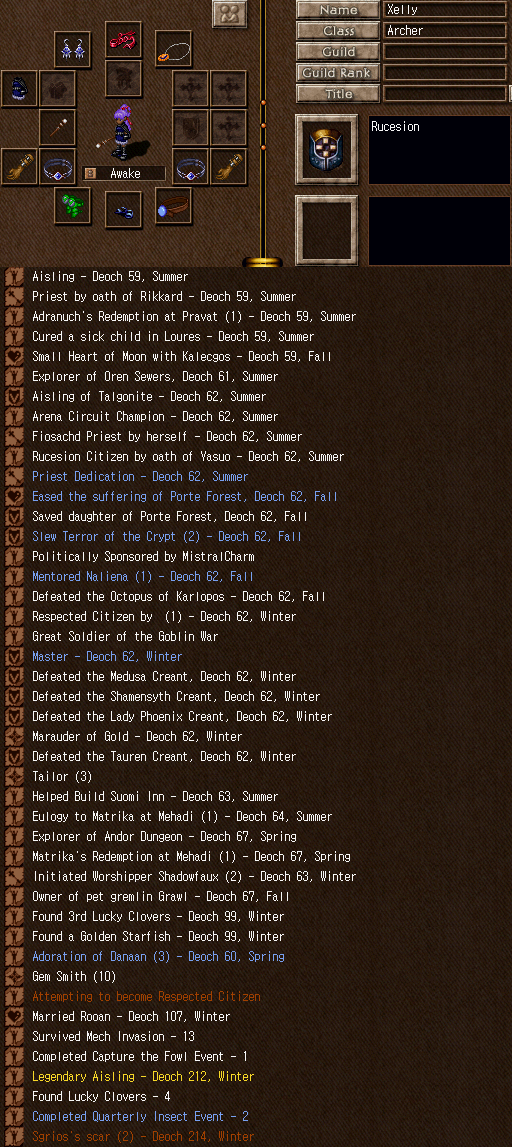 Name Xelly
Class Archer
Guild
Guild Rank
Title
Rucesion
Awake
Aisling - Deoch 59, Summer
Priest by oath of Rikkard - Deoch 59, Summer
Adranuch's Redemption at Pravat (1) - Deoch 59, Summer
Cured a sick child in Loures - Deoch 59, Summer
Small Heart of Moon with Kalecgos - Deoch 59, Fall
Explorer of Oren Sewers, Deoch 61, Summer
Aisling of Talgonite - Deoch 62, Summer
Arena Circuit Champion - Deoch 62, Summer
Fiosachd Priest by herself - Deoch 62, Summer
Rucesion Citizen by oath of Yasuo - Deoch 62, Summer
Priest Dedication - Deoch 62, Summer
Eased the suffering of Porte Forest, Deoch 62, Fall
Saved daughter of Porte Forest, Deoch 62, Fall
Slew Terror of the Crypt (2) - Deoch 62, Fall
Politically Sponsored by MistralCharm
Mentored Naliena (1) - Deoch 62, Fall
Defeated the Octopus of Karlopos - Deoch 62, Fall
Respected Citizen by (1) - Deoch 62, Winter
Great Soldier of the Goblin War
Master - Deoch 62, Winter
Defeated the Medusa Creant, Deoch 62, Winter
Defeated the Shamensyth Creant, Deoch 62, Winter
Defeated the Lady Phoenix Creant, Deoch 62, Winter
Marauder of Gold - Deoch 62, Winter
Defeated the Tauren Creant, Deoch 62, Winter
Tailor (3)
Helped Build Suomi Inn - Deoch 63, Summer
Eulogy to Matrika at Mehadi (1) - Deoch 64, Summer
Explorer of Andor Dungeon - Deoch 67, Spring
Matrika's Redemption at Mehadi (1) - Deoch 67, Spring
Initiated Worshipper Shadowfaux (2) - Deoch 63, Winter
Owner of pet gremlin Grawl - Deoch 67, Fall
Found 3rd Lucky Clovers - Deoch 99, Winter
Found a Golden Starfish - Deoch 99, Winter
Adoration of Danaan (3) - Deoch 60, Spring
Gem Smith (10)
Attempting to become Respected Citizen
Married Rooan - Deoch 107, Winter
Survived Mech Invasion - 13
Completed Capture the Fowl Event - 1
Legendary Aisling - Deoch 212, Winter
Found Lucky Clovers - 4
Completed Quarterly Insect Event - 2
Sgrios's scar (2) - Deoch 214, Winter